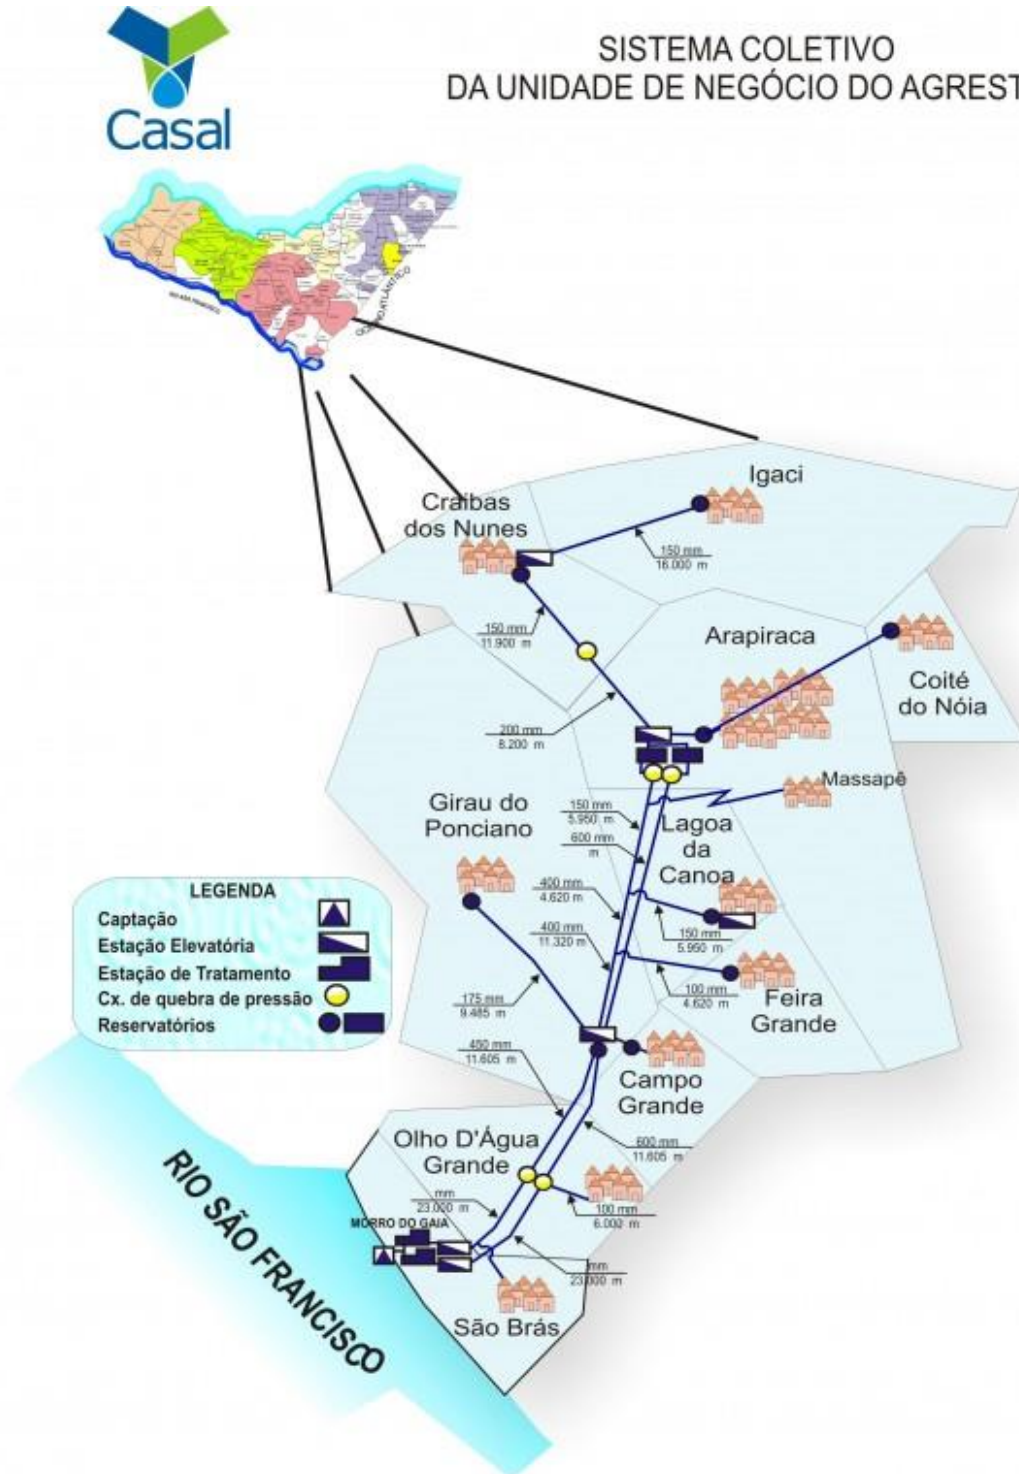 SISTEMA COLETIVO
DA UNIDADE DE NEGÓCIO DO AGREST
Casal
OCEANO ATLÂNTICO
Igaci
Craíbas
dos Nunes
150 mm
16.000 m
150 mm
11.900 m
Arapiraca
Coité
do Nóia
200 mm
8.200 m
Massapê
Girau do
Ponciano
150 mm
5.950 m
600 mm
m
Lagoa
da
Canoa
400 mm
4.620 m
400 mm
11.320 m
150 mm
5.950 m
100 mm
4.620 m
Feira
Grande
175 mm
9.485 m
450 mm
11.605 m
Campo
Grande
600 mm
11.605 m
LEGENDA
Captação
Estação Elevatória
Estação de Tratamento
Cx. de quebra de pressão
Reservatórios
Olho D'Água
Grande
mm
23.000 m
100 mm
6.000 m
MORRO DO GAIA
mm
23.000 m
São Brás
RIO SÃO FRANCISCO